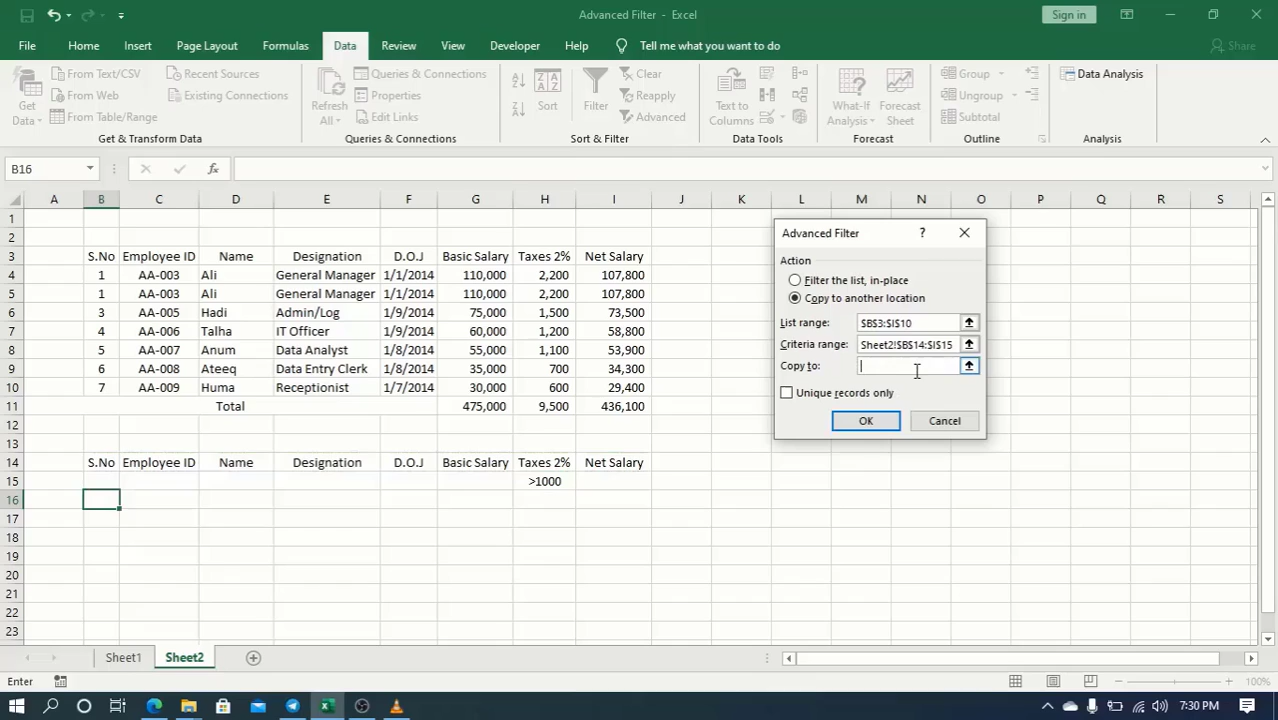 Advanced Filter - Excel
Sign in
File Home Insert Page Layout Formulas Data Review View Developer Help Tell me what you want to do Share
Get Data
From Text/CSV
From Web
From Table/Range
Recent Sources
Existing Connections
Get & Transform Data
Refresh All
Queries & Connections
Properties
Edit Links
Queries & Connections
Sort
Filter
Clear
Reapply
Advanced
Sort & Filter
Text to Columns
Data Tools
What-If Analysis
Forecast Sheet
Forecast
Group
Ungroup
Subtotal
Outline
Data Analysis
Analysis
B16 fx
A B C D E F G H I J K L M N O P Q R S
1
2
3 S.No Employee ID Name Designation D.O.J Basic Salary Taxes 2% Net Salary
4 1 AA-003 Ali General Manager 1/1/2014 110,000 2,200 107,800
5 1 AA-003 Ali General Manager 1/1/2014 110,000 2,200 107,800
6 3 AA-005 Hadi Admin/Log 1/9/2014 75,000 1,500 73,500
7 4 AA-006 Talha IT Officer 1/9/2014 60,000 1,200 58,800
8 5 AA-007 Anum Data Analyst 1/8/2014 55,000 1,100 53,900
9 6 AA-008 Ateeq Data Entry Clerk 1/8/2014 35,000 700 34,300
10 7 AA-009 Huma Receptionist 1/7/2014 30,000 600 29,400
11 Total 475,000 9,500 436,100
12
13
14 S.No Employee ID Name Designation D.O.J Basic Salary Taxes 2% Net Salary
15 >1000
16
17
18
19
20
21
22
23
Advanced Filter ?
Action
Filter the list, in-place
Copy to another location
List range: $B$3:$I$10
Criteria range: Sheet2!$B$14:$I$15
Copy to:
Unique records only
OK Cancel
Sheet1 Sheet2
Enter 100%
7:30 PM